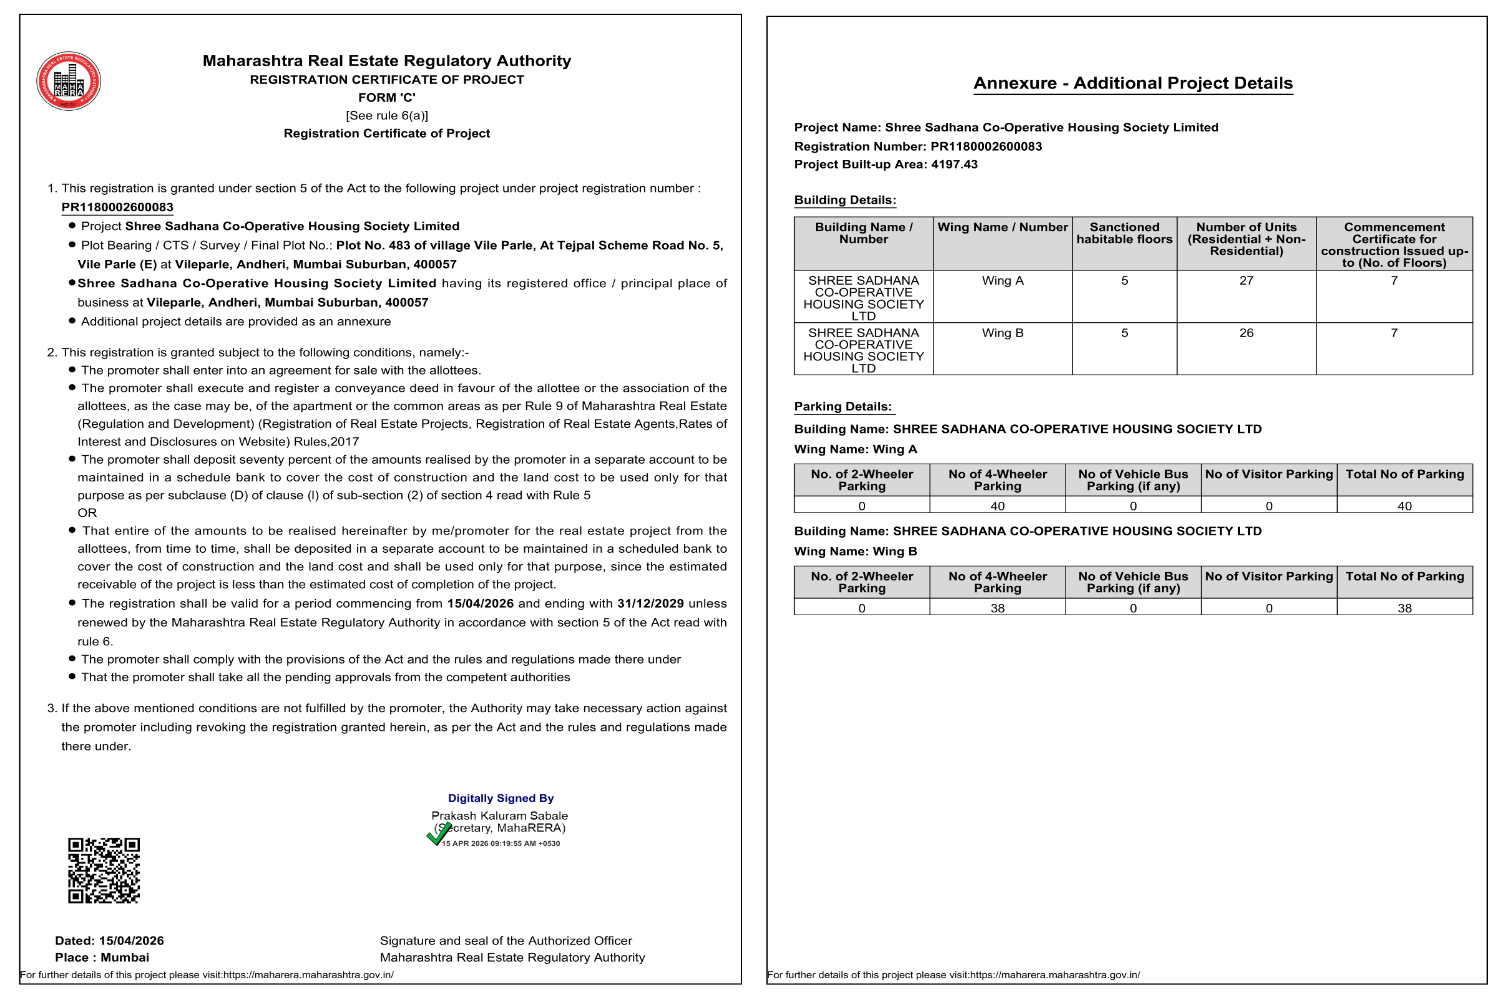 Maharashtra Real Estate Regulatory Authority
REGISTRATION CERTIFICATE OF PROJECT
FORM 'C'
[See rule 6(a)]
Registration Certificate of Project
1. This registration is granted under section 5 of the Act to the following project under project registration number :
PR1180002600083
● Project Shree Sadhana Co-Operative Housing Society Limited
● Plot Bearing / CTS / Survey / Final Plot No.: Plot No. 483 of village Vile Parle, At Tejpal Scheme Road No. 5,
Vile Parle (E) at Vileparle, Andheri, Mumbai Suburban, 400057
●Shree Sadhana Co-Operative Housing Society Limited having its registered office / principal place of
business at Vileparle, Andheri, Mumbai Suburban, 400057
● Additional project details are provided as an annexure
2. This registration is granted subject to the following conditions, namely:-
● The promoter shall enter into an agreement for sale with the allottees.
● The promoter shall execute and register a conveyance deed in favour of the allottee or the association of the
allottees, as the case may be, of the apartment or the common areas as per Rule 9 of Maharashtra Real Estate
(Regulation and Development) (Registration of Real Estate Projects, Registration of Real Estate Agents,Rates of
Interest and Disclosures on Website) Rules,2017
● The promoter shall deposit seventy percent of the amounts realised by the promoter in a separate account to be
maintained in a schedule bank to cover the cost of construction and the land cost to be used only for that
purpose as per subclause (D) of clause (l) of sub-section (2) of section 4 read with Rule 5
OR
● That entire of the amounts to be realised hereinafter by me/promoter for the real estate project from the
allottees, from time to time, shall be deposited in a separate account to be maintained in a scheduled bank to
cover the cost of construction and the land cost and shall be used only for that purpose, since the estimated
receivable of the project is less than the estimated cost of completion of the project.
● The registration shall be valid for a period commencing from 15/04/2026 and ending with 31/12/2029 unless
renewed by the Maharashtra Real Estate Regulatory Authority in accordance with section 5 of the Act read with
rule 6.
● The promoter shall comply with the provisions of the Act and the rules and regulations made there under
● That the promoter shall take all the pending approvals from the competent authorities
3. If the above mentioned conditions are not fulfilled by the promoter, the Authority may take necessary action against
the promoter including revoking the registration granted herein, as per the Act and the rules and regulations made
there under.
Digitally Signed By
Prakash Kaluram Sabale
(Secretary, MahaRERA)
15 APR 2026 09:19:55 AM +0530
Dated: 15/04/2026
Place : Mumbai
Signature and seal of the Authorized Officer
Maharashtra Real Estate Regulatory Authority
For further details of this project please visit:https://maharera.maharashtra.gov.in/
Annexure - Additional Project Details
Project Name: Shree Sadhana Co-Operative Housing Society Limited
Registration Number: PR1180002600083
Project Built-up Area: 4197.43
Building Details:
Building Name / Number Wing Name / Number Sanctioned habitable floors Number of Units (Residential + Non-Residential) Commencement Certificate for construction Issued up-to (No. of Floors)
SHREE SADHANA CO-OPERATIVE HOUSING SOCIETY LTD Wing A 5 27 7
SHREE SADHANA CO-OPERATIVE HOUSING SOCIETY LTD Wing B 5 26 7
Parking Details:
Building Name: SHREE SADHANA CO-OPERATIVE HOUSING SOCIETY LTD
Wing Name: Wing A
No. of 2-Wheeler Parking No of 4-Wheeler Parking No of Vehicle Bus Parking (if any) No of Visitor Parking Total No of Parking
0 40 0 0 40
Building Name: SHREE SADHANA CO-OPERATIVE HOUSING SOCIETY LTD
Wing Name: Wing B
No. of 2-Wheeler Parking No of 4-Wheeler Parking No of Vehicle Bus Parking (if any) No of Visitor Parking Total No of Parking
0 38 0 0 38
For further details of this project please visit:https://maharera.maharashtra.gov.in/